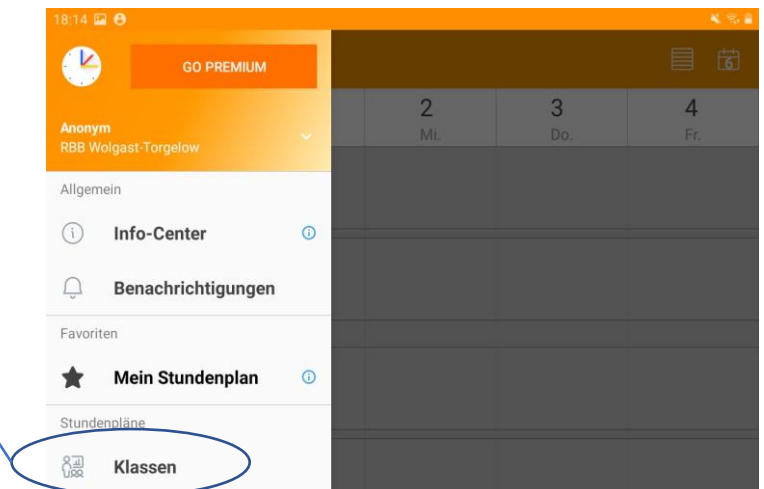 18:14
GO PREMIUM
Anonym
RBB Wolgast-Torgelow
2 3 4
Mi. Do. Fr.
6
Allgemein
Info-Center
Benachrichtigungen
Favoriten
Mein Stundenplan
Stundenpläne
Klassen